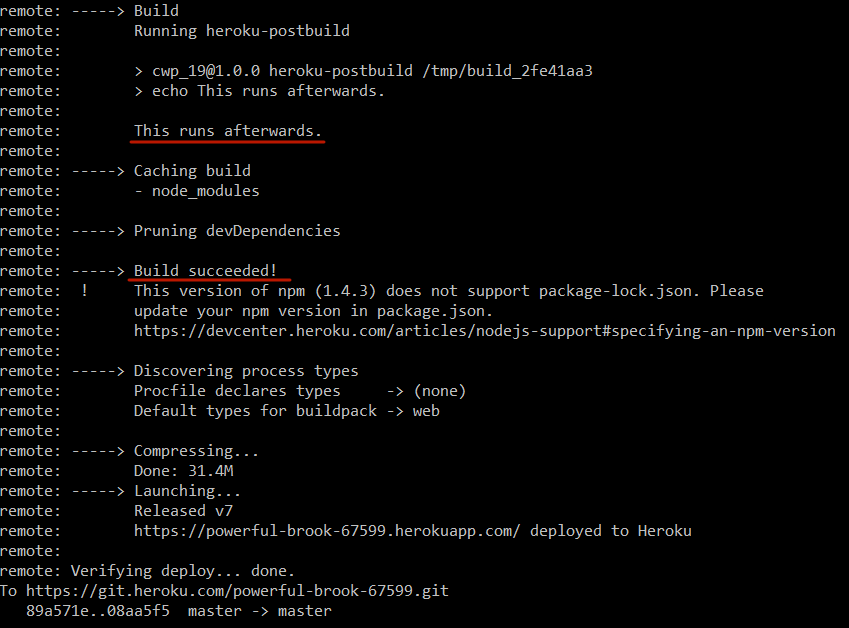 remote: -----> Build
remote:        Running heroku-postbuild
remote:
remote:        > cwp_19@1.0.0 heroku-postbuild /tmp/build_2fe41aa3
remote:        > echo This runs afterwards.
remote:
remote:        This runs afterwards.
remote:
remote: -----> Caching build
remote:        - node_modules
remote:
remote: -----> Pruning devDependencies
remote:
remote: -----> Build succeeded!
remote:  !     This version of npm (1.4.3) does not support package-lock.json. Please
remote:        update your npm version in package.json.
remote:        https://devcenter.heroku.com/articles/nodejs-support#specifying-an-npm-version
remote:
remote: -----> Discovering process types
remote:        Procfile declares types     -> (none)
remote:        Default types for buildpack -> web
remote:
remote: -----> Compressing...
remote:        Done: 31.4M
remote: -----> Launching...
remote:        Released v7
remote:        https://powerful-brook-67599.herokuapp.com/ deployed to Heroku
remote:
remote: Verifying deploy... done.
To https://git.heroku.com/powerful-brook-67599.git
   89a571e..08aa5f5  master -> master